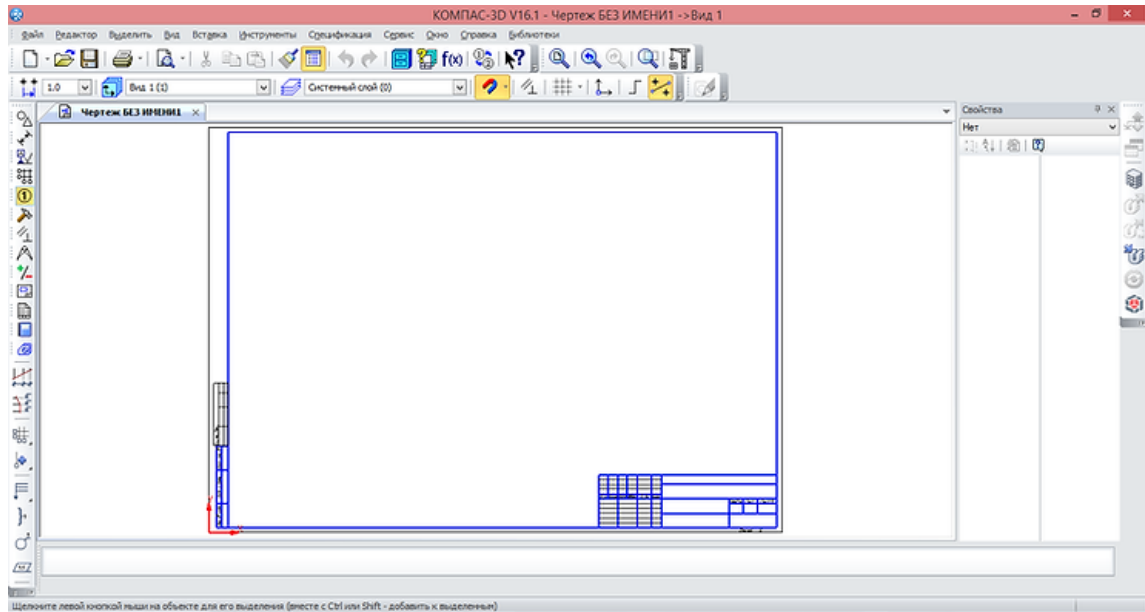 КОМПАС-3D V16.1 - Чертеж БЕЗ ИМЕНИ1 ->Вид 1
Файл Редактор Выделить Вид Вставка Инструменты Спецификация Сервис Окно Справка Библиотеки
f(x)
1.0 Вид 1 (1) Системный слой (0)
Чертеж БЕЗ ИМЕНИ1
Свойства
Нет
Щелкните левой кнопкой мыши на объекте для его выделения (вместе с Ctrl или Shift - добавить к выделенным)